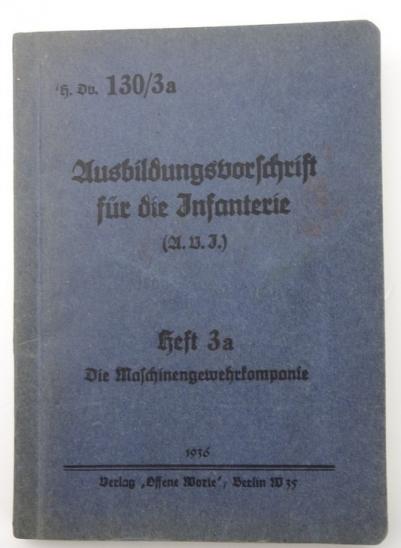 H. Dv. 130/3a
Ausbildungsvorschrift
für die Infanterie
(A. V. I.)
Heft 3a
Die Maschinengewehrkompanie
1936
Verlag „Offene Worte“, Berlin W 35